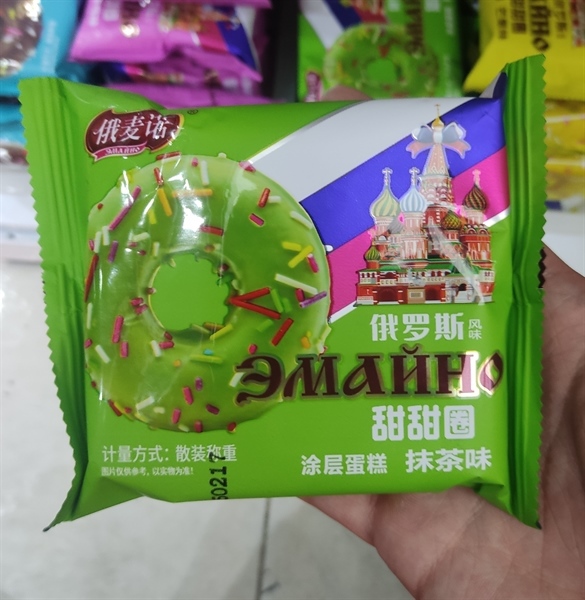 俄麦诺
ЭМАЙНО
俄罗斯风味
ЭМАЙНО
甜甜圈
涂层蛋糕 抹茶味
计量方式：散装称重
图片仅供参考，以实物为准！